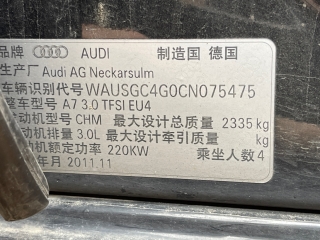 品牌 AUDI 制造国 德国
生产厂 Audi AG Neckarsulm
车辆识别代号 WAUSGC4G0CN075475
整车型号 A7 3.0 TFSI EU4
发动机型号 CHM 最大设计总质量 2335 kg
发动机排量 3.0L 最大设计牵引质量 kg
发动机额定功率 220KW 乘坐人数 4
2011.11